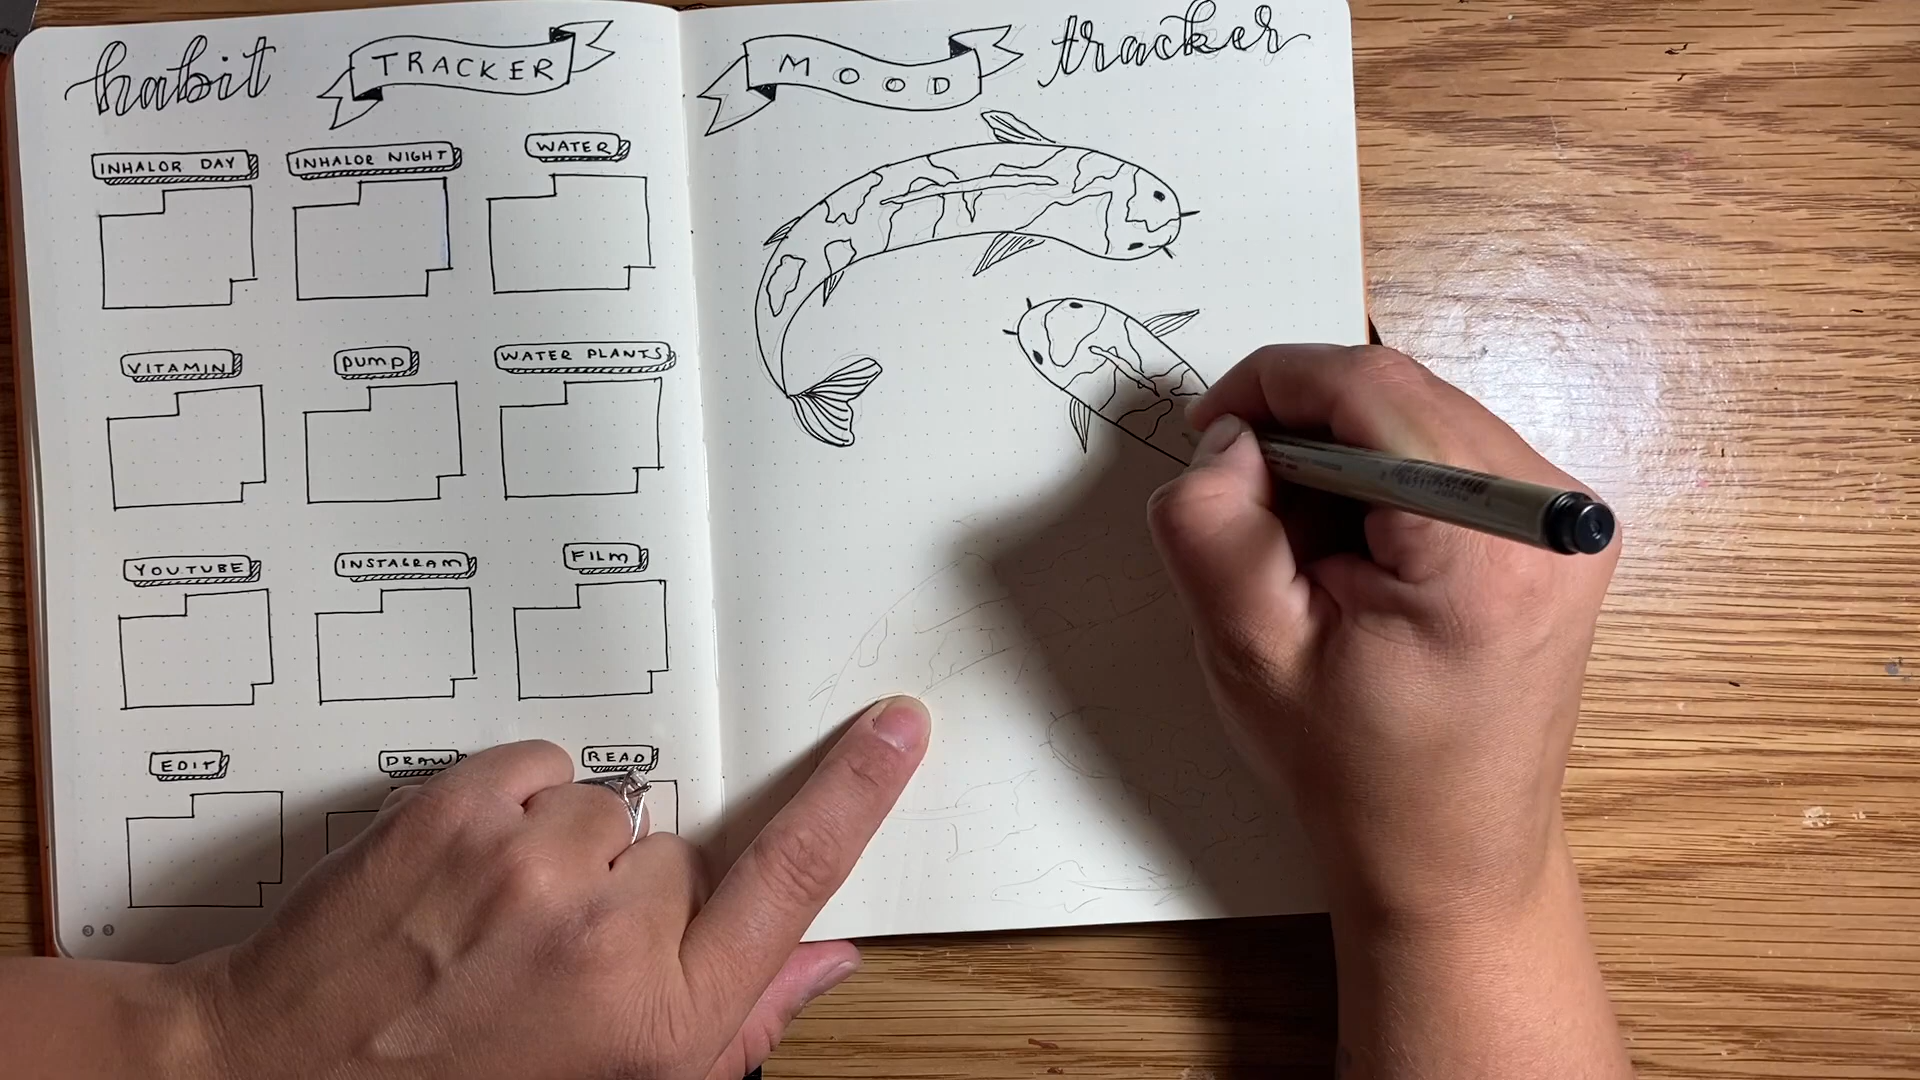 habit TRACKER
MOOD tracker
INHALOR DAY
INHALOR NIGHT
WATER
VITAMIN
PUMP
WATER PLANTS
YOUTUBE
INSTAGRAM
FILM
EDIT
DRAW
READ
33